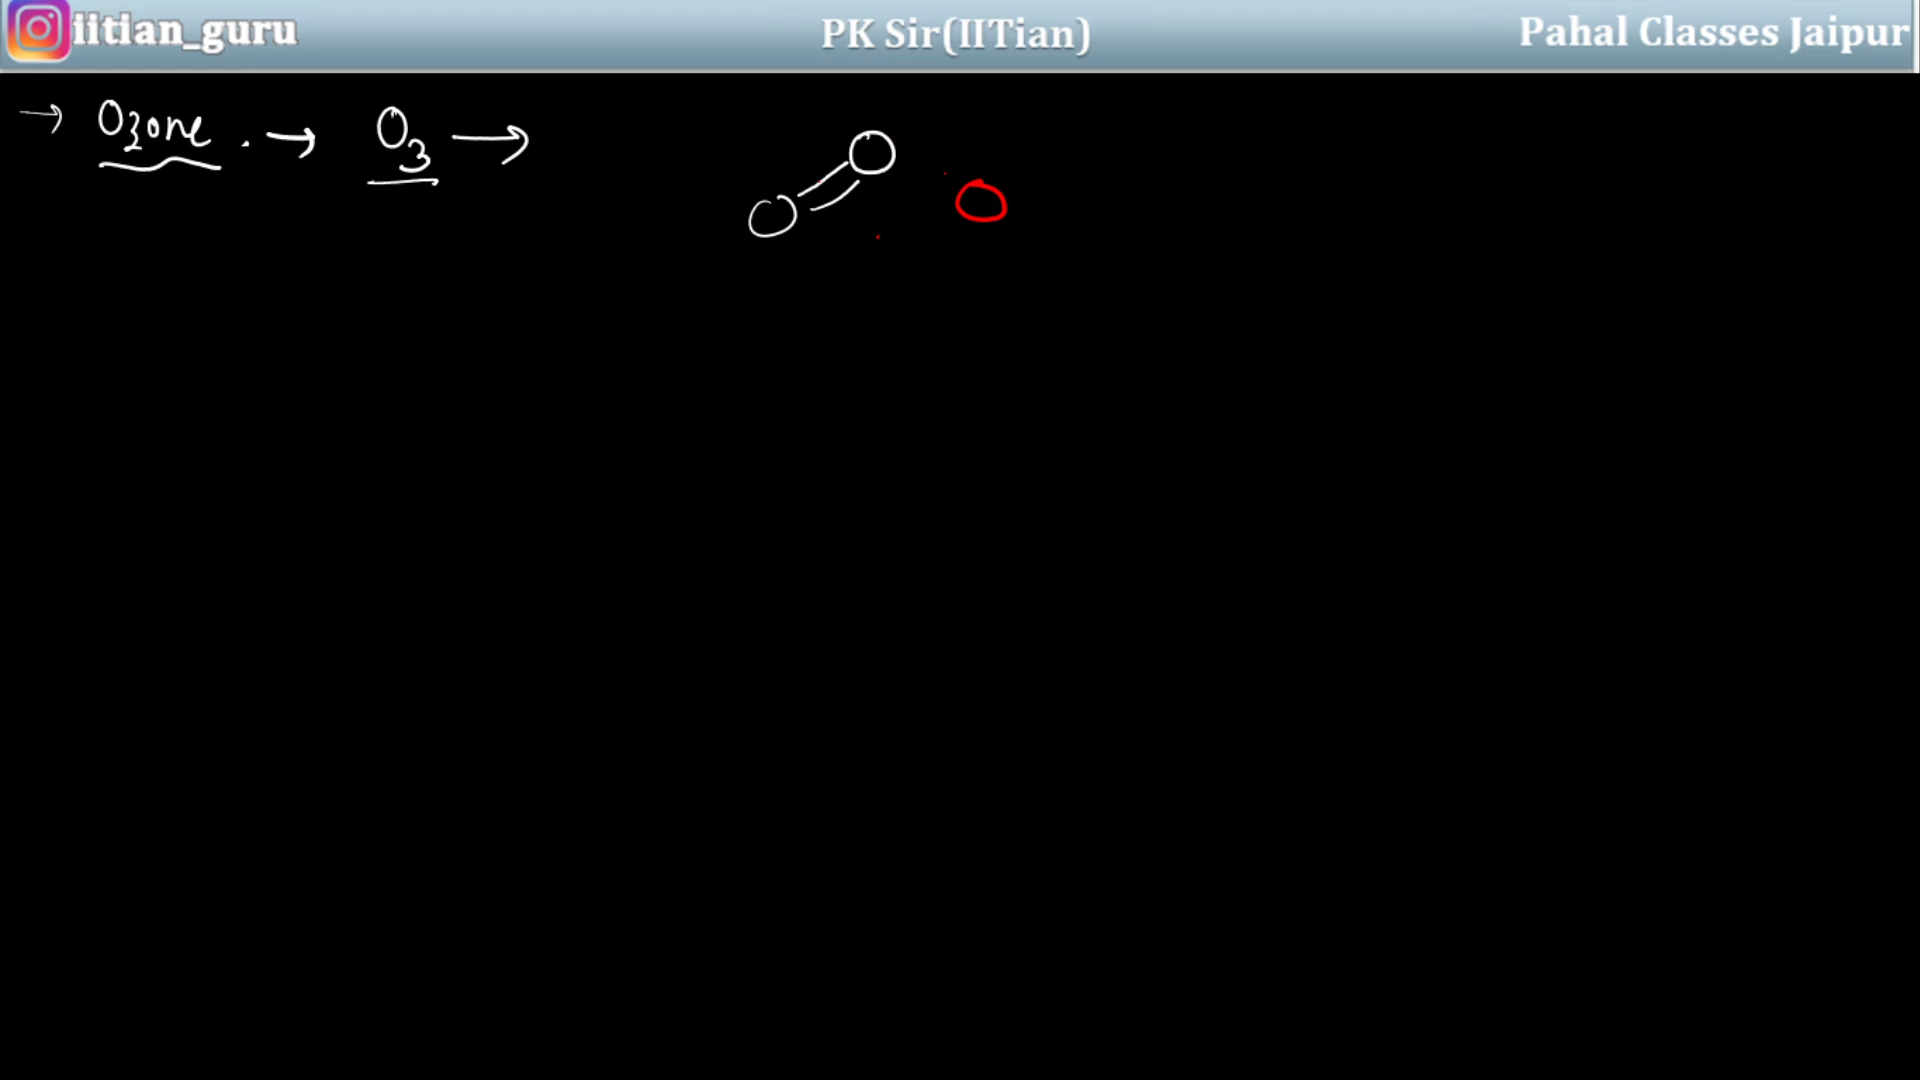 iitian_guru
PK Sir(IITian)
Pahal Classes Jaipur
→ Ozone . → O3 →
O
O
O